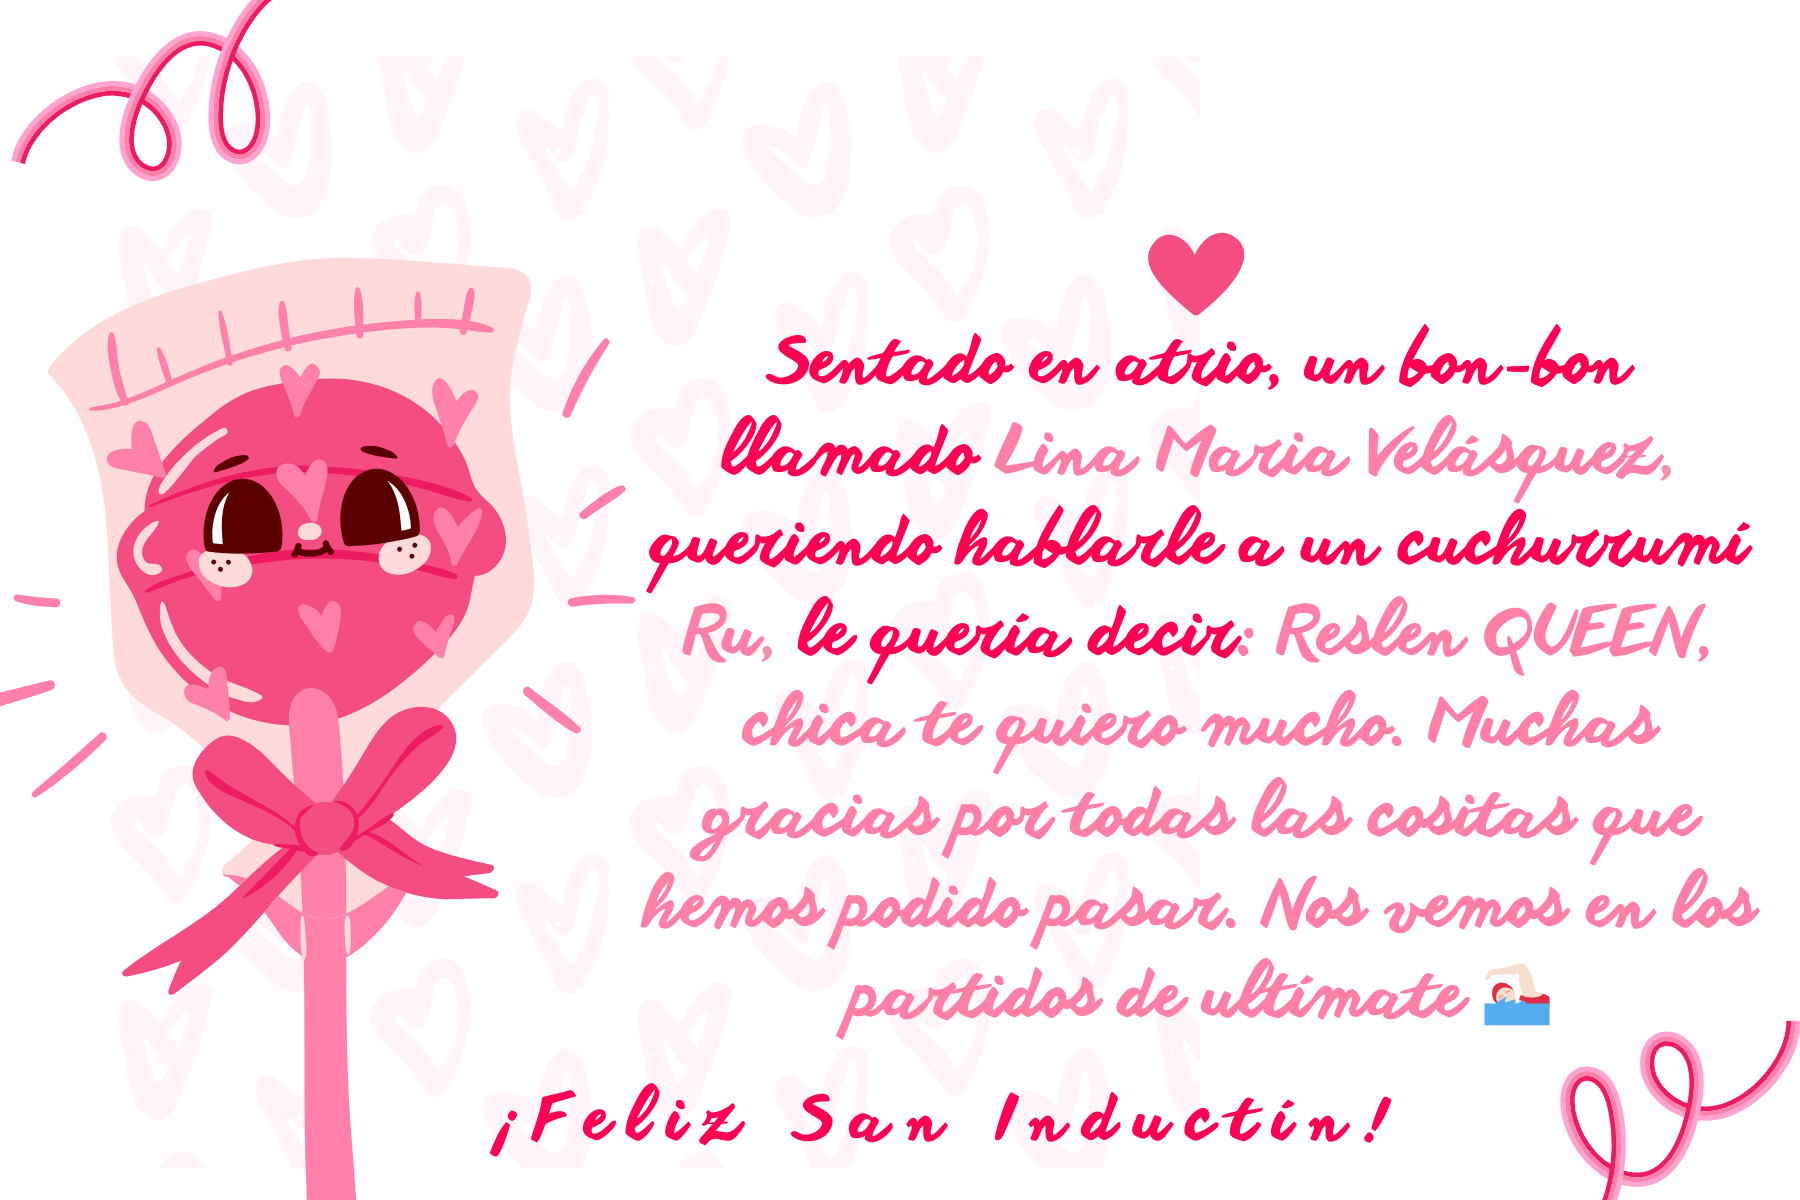 Sentado en atrio, un bon-bon
llamado Lina Maria Velásquez,
queriendo hablarle a un cuchurrumí
Ru, le quería decir: Reslen QUEEN,
chica te quiero mucho. Muchas
gracias por todas las cositas que
hemos podido pasar. Nos vemos en los
partidos de ultimate 🏊🏻
¡Feliz San Inductín!